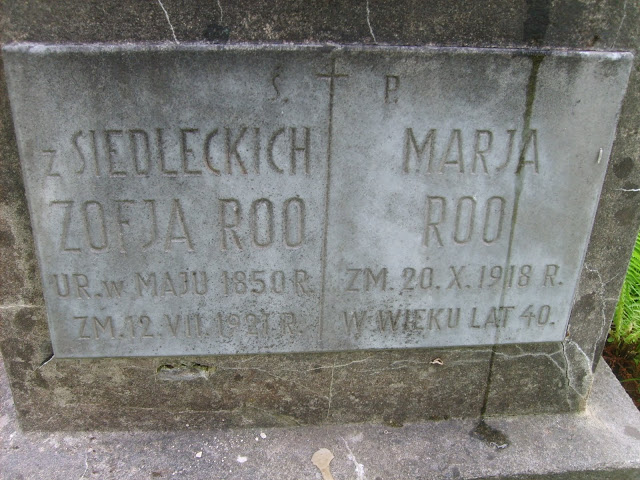 Ś. P.
z SIEDLECKICH
ZOFJA ROO
UR. w MAJU 1850 R.
ZM. 12 VII. 1921. R.
MARJA
ROO
ZM. 20. X. 1918 R.
W WIEKU LAT 40.